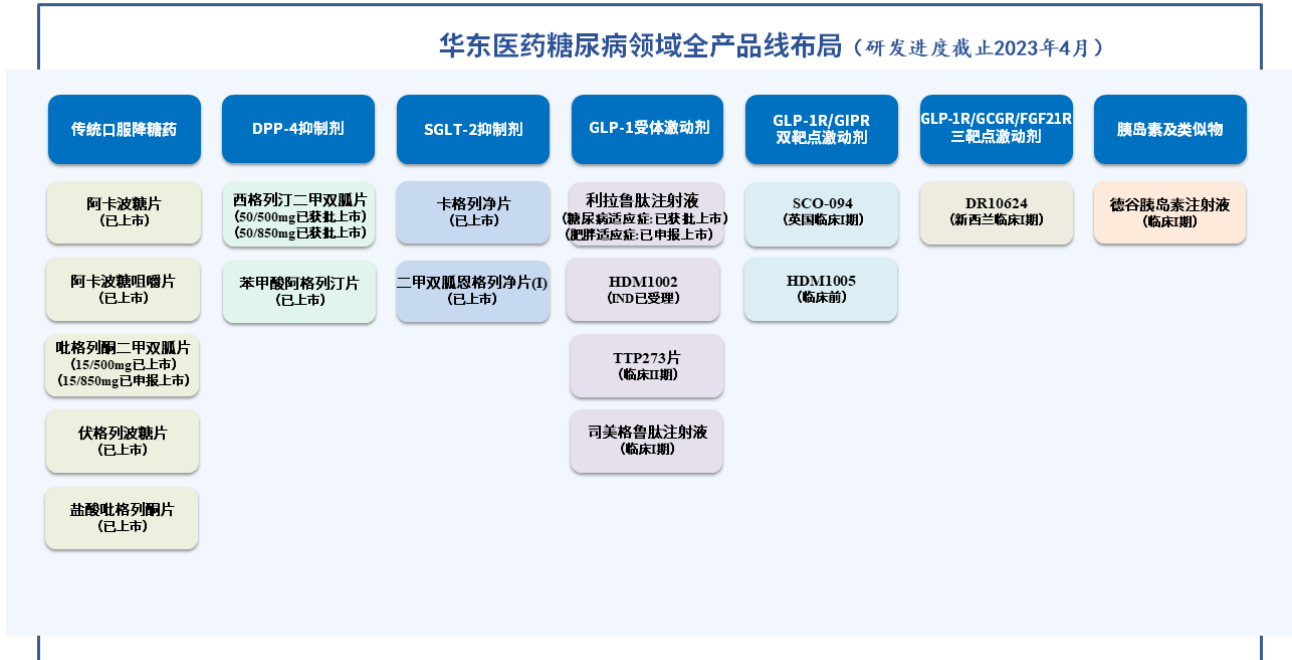 华东医药糖尿病领域全产品线布局（研发进度截止2023年4月）
传统口服降糖药
阿卡波糖片
（已上市）
阿卡波糖咀嚼片
（已上市）
吡格列酮二甲双胍片
（15/500mg已上市）
（15/850mg已申报上市）
伏格列波糖片
（已上市）
盐酸吡格列酮片
（已上市）
DPP-4抑制剂
西格列汀二甲双胍片
（50/500mg已获批上市）
（50/850mg已获批上市）
苯甲酸阿格列汀片
（已上市）
SGLT-2抑制剂
卡格列净片
（已上市）
二甲双胍恩格列净片(I)
（已上市）
GLP-1受体激动剂
利拉鲁肽注射液
（糖尿病适应症:已获批上市）
（肥胖适应症:已申报上市）
HDM1002
（IND已受理）
TTP273片
（临床II期）
司美格鲁肽注射液
（临床I期）
GLP-1R/GIPR
双靶点激动剂
SCO-094
（英国临床I期）
HDM1005
（临床前）
GLP-1R/GCGR/FGF21R
三靶点激动剂
DR10624
（新西兰临床I期）
胰岛素及类似物
德谷胰岛素注射液
（临床I期）